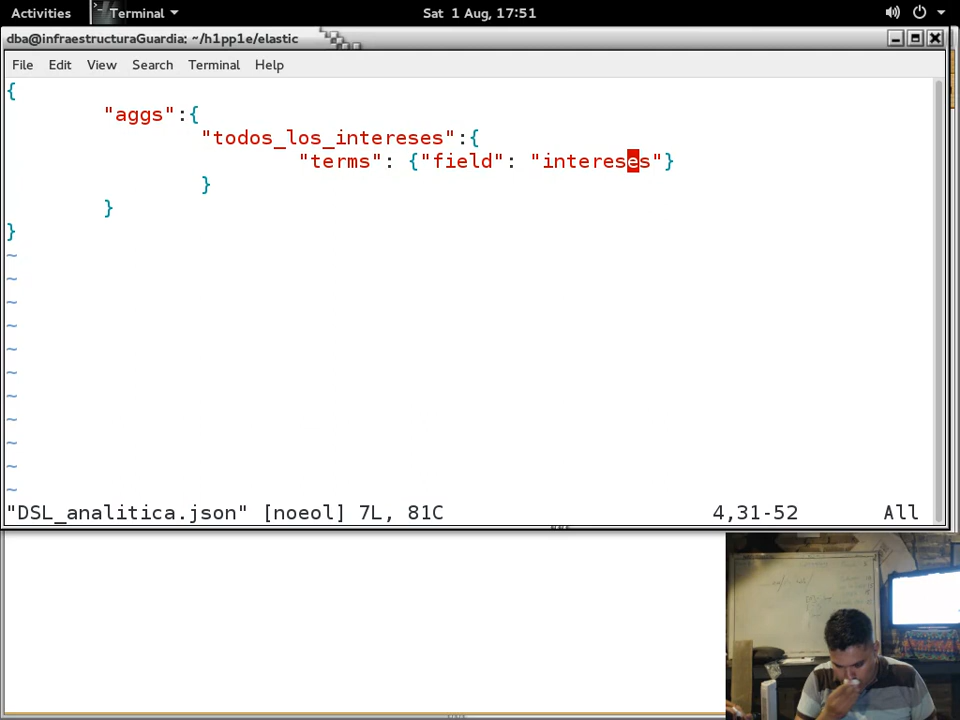 Activities Terminal Sat 1 Aug, 17:51
dba@infraestructuraGuardia: ~/h1pp1e/elastic
File Edit View Search Terminal Help
{
"aggs":{
"todos_los_intereses":{
"terms": {"field": "intereses"}
}
}
}
~
~
~
~
~
~
~
~
~
~
~
"DSL_analitica.json" [noeol] 7L, 81C 4,31-52 All